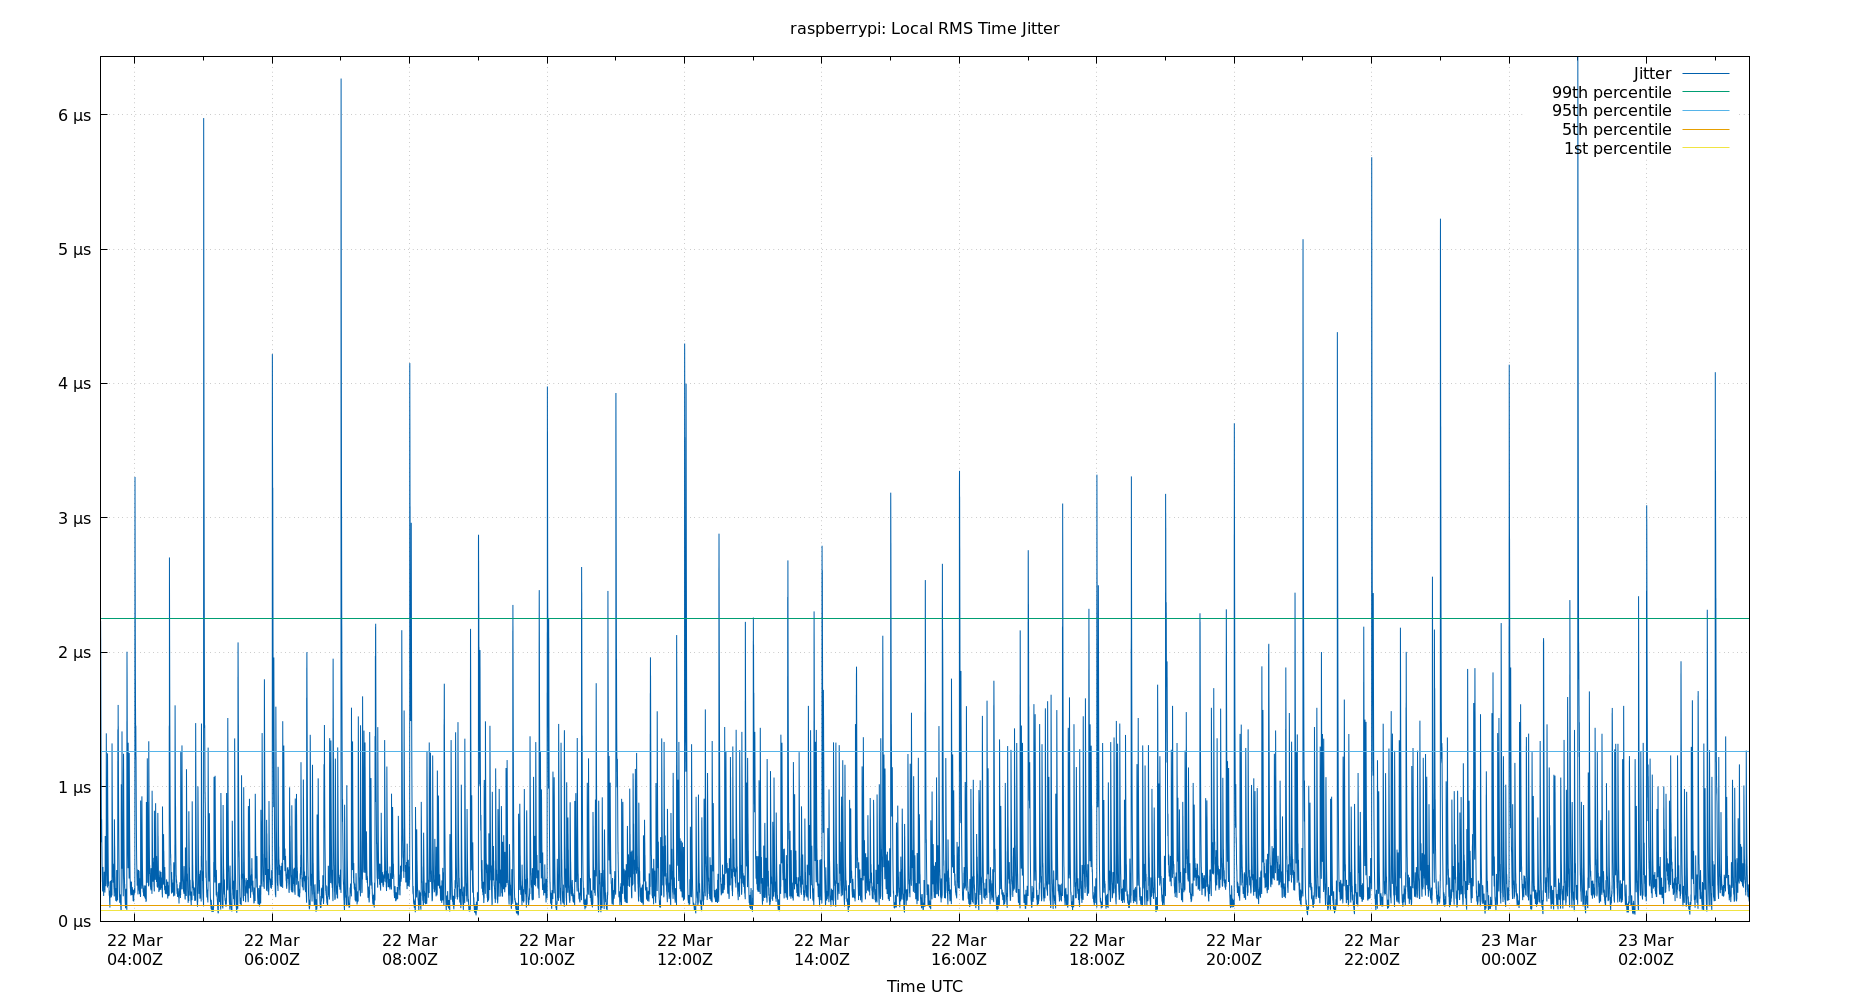 raspberrypi: Local RMS Time Jitter
Jitter
99th percentile
95th percentile
5th percentile
1st percentile
6 µs
5 µs
4 µs
3 µs
2 µs
1 µs
0 µs
22 Mar 22 Mar 22 Mar 22 Mar 22 Mar 22 Mar 22 Mar 22 Mar 22 Mar 22 Mar 23 Mar 23 Mar
04:00Z 06:00Z 08:00Z 10:00Z 12:00Z 14:00Z 16:00Z 18:00Z 20:00Z 22:00Z 00:00Z 02:00Z
Time UTC